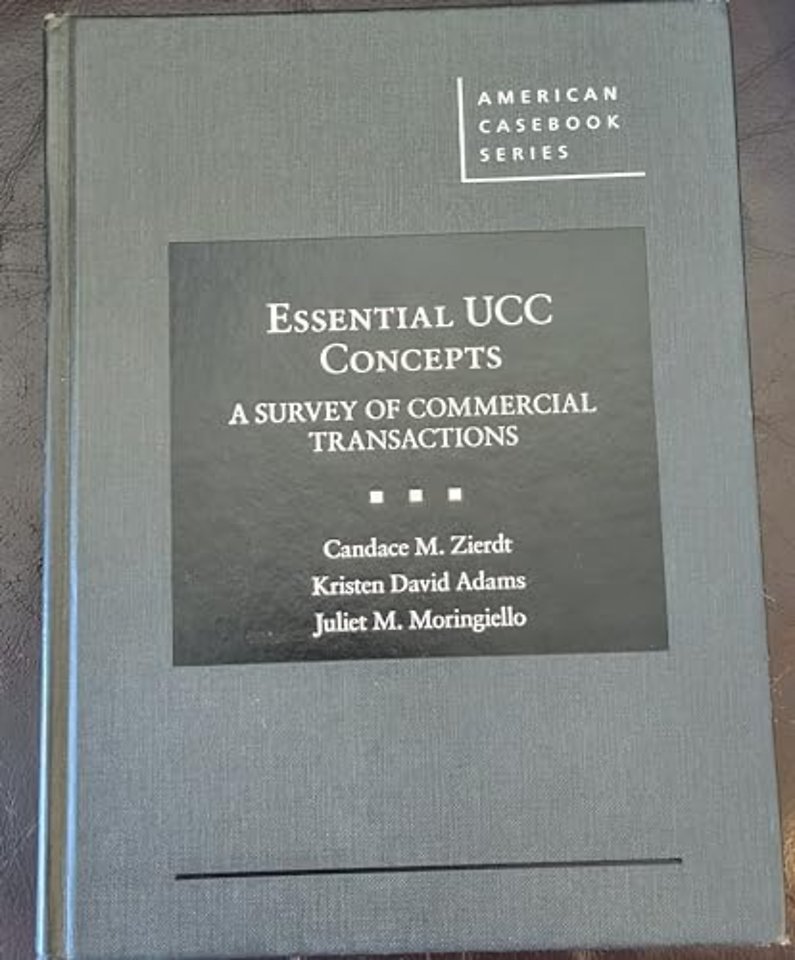 AMERICAN
CASEBOOK
SERIES
ESSENTIAL UCC
CONCEPTS
A SURVEY OF COMMERCIAL
TRANSACTIONS
Candace M. Zierdt
Kristen David Adams
Juliet M. Moringiello